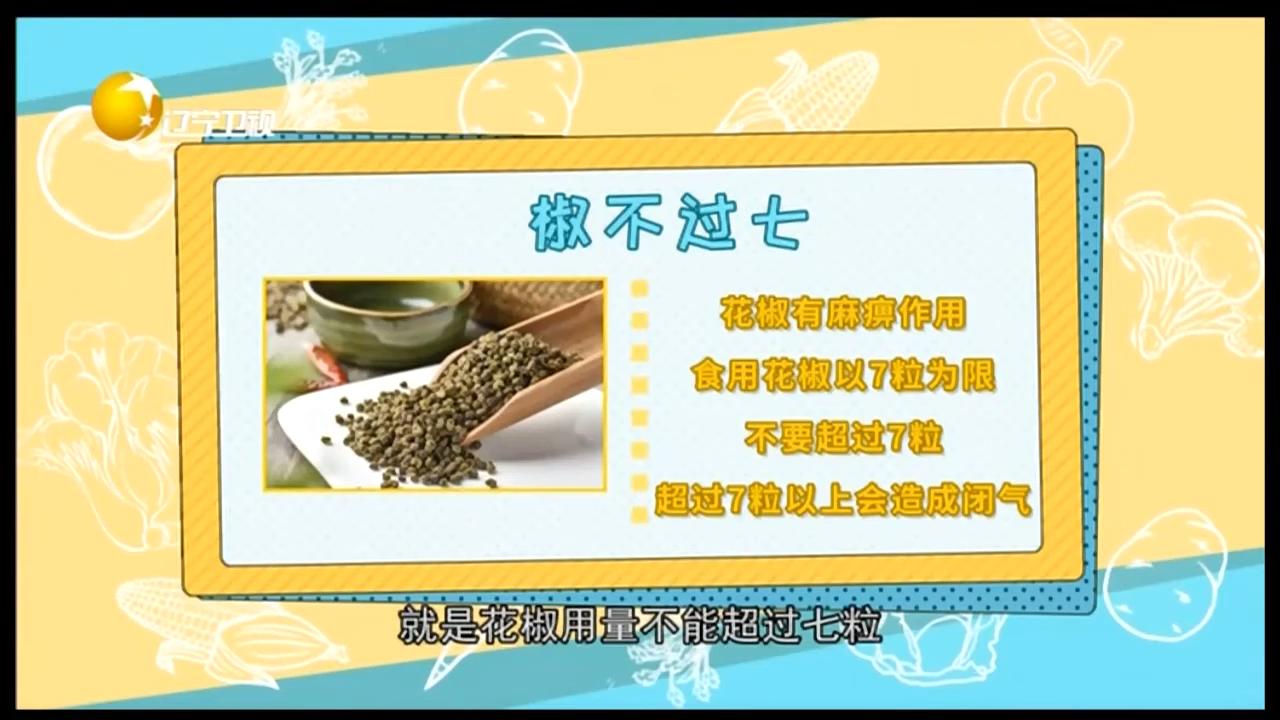 辽宁卫视
椒不过七
花椒有麻痹作用
食用花椒以7粒为限
不要超过7粒
超过7粒以上会造成闭气
就是花椒用量不能超过七粒